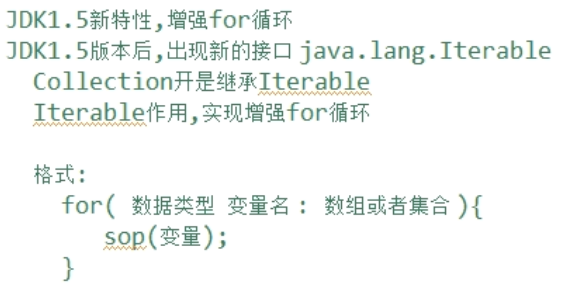 JDK1.5新特性,增强for循环
JDK1.5版本后,出现新的接口 java.lang.Iterable
Collection开是继承Iterable
Iterable作用,实现增强for循环
格式:
for( 数据类型 变量名 : 数组或者集合 ){
sop(变量);
}